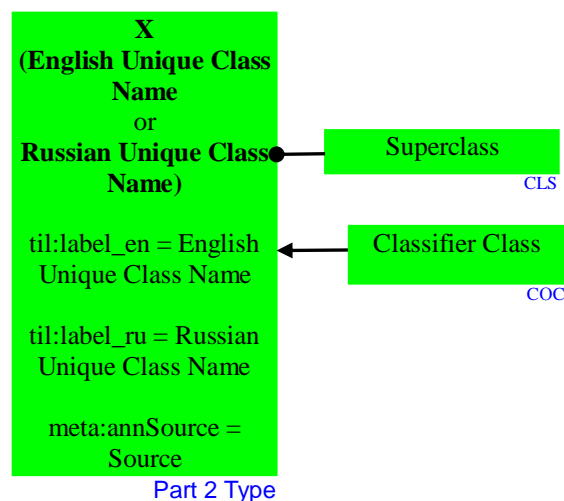 X
(English Unique Class
Name
or
Russian Unique Class
Name)
til:label_en = English
Unique Class Name
til:label_ru = Russian
Unique Class Name
meta:annSource =
Source
Part 2 Type
Superclass
CLS
Classifier Class
COC